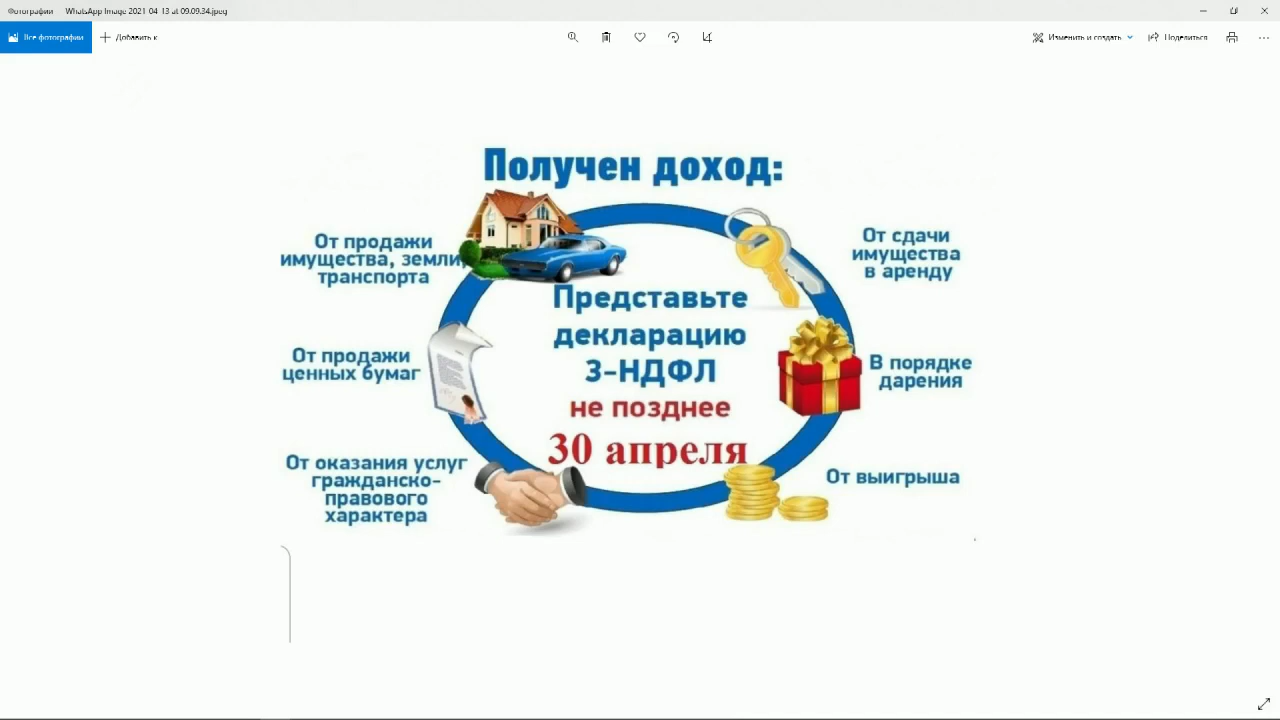 Фотографии WhatsApp Image 2021-04-13 at 09.09.34.jpeg
Все фотографии
Добавить к
Изменить и создать
Поделиться
Получен доход:
От продажи
имущества, земли,
транспорта
От сдачи
имущества
в аренду
Представьте
декларацию
3-НДФЛ
не позднее
30 апреля
От продажи
ценных бумаг
В порядке
дарения
От оказания услуг
гражданско-
правового
характера
От выигрыша